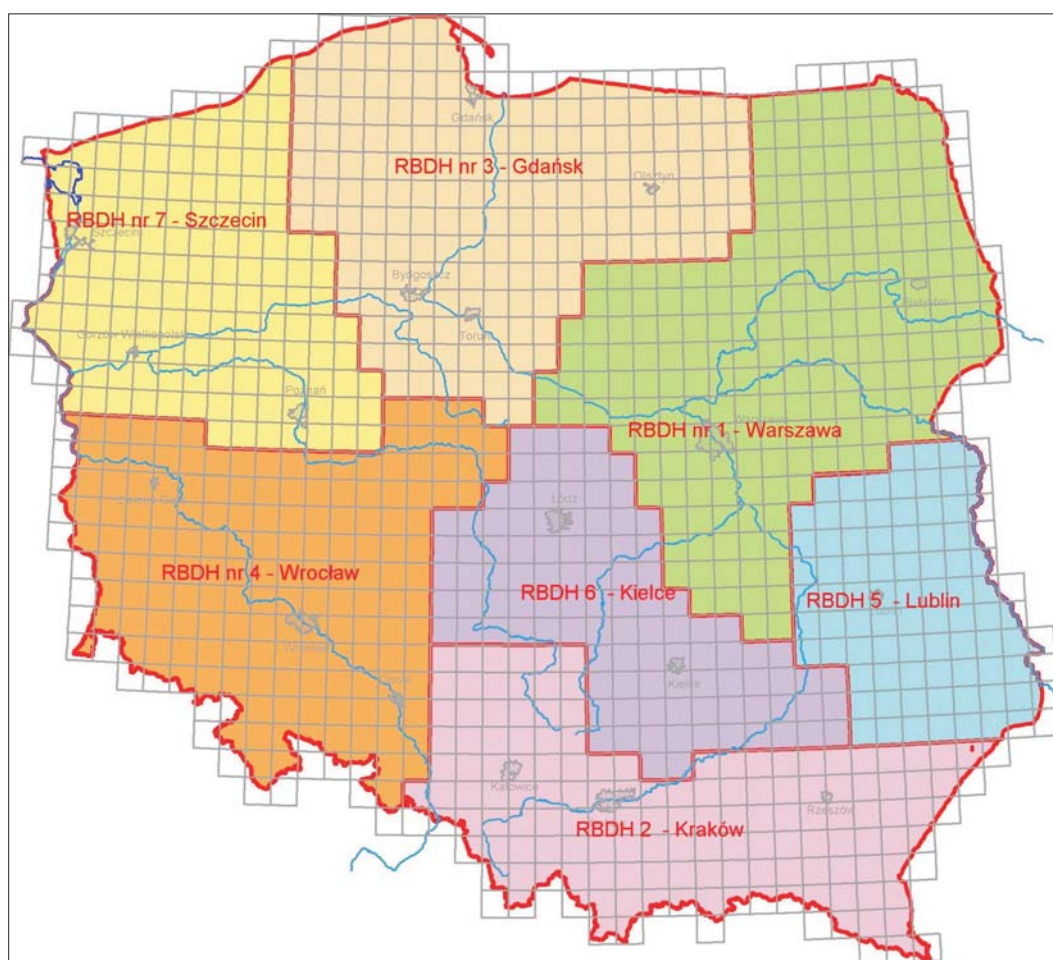 Gdańsk
RBDH nr 3 - Gdańsk
Olsztyn
RBDH nr 7 - Szczecin
Szczecin
Bydgoszcz
Białystok
Toruń
Gorzów Wielkopolski
Poznań
Warszawa
RBDH nr 1 - Warszawa
Zielona Góra
Łódź
RBDH nr 4 - Wrocław
RBDH 6 - Kielce
RBDH 5 - Lublin
Wrocław
Kielce
Katowice
Rzeszów
RBDH 2 - Kraków